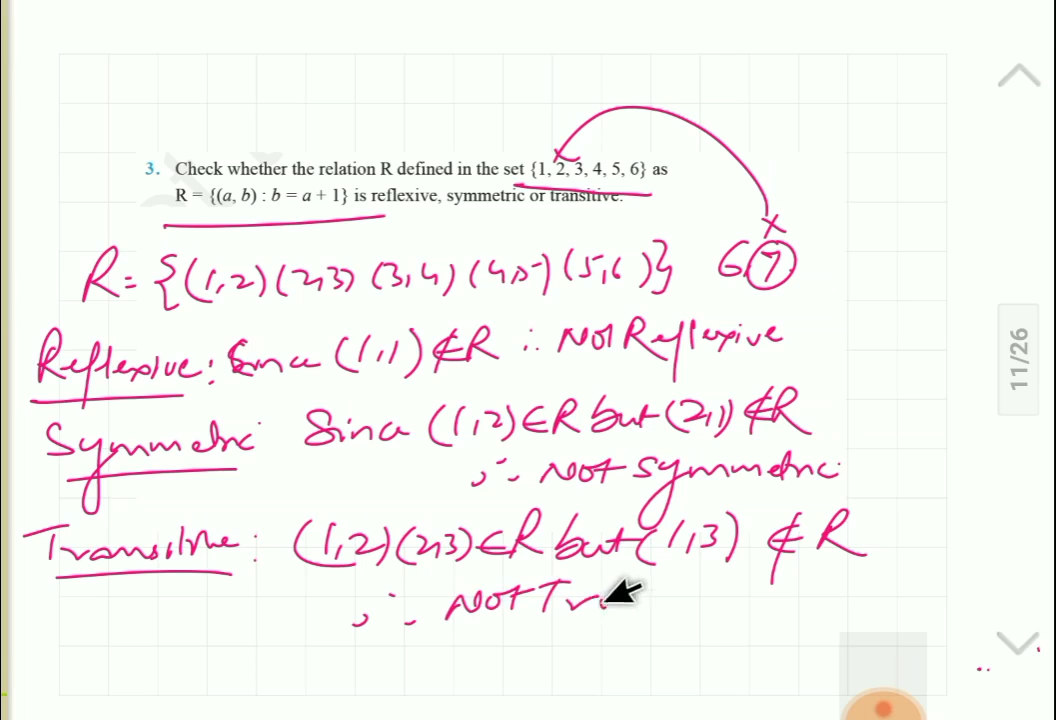 3. Check whether the relation R defined in the set {1, 2, 3, 4, 5, 6} as
R = {(a, b) : b = a + 1} is reflexive, symmetric or transitive.
R = {(1,2) (2,3) (3,4) (4,5) (5,6)} 6 7
Reflexive: Since (1,1) ∉ R ∴ Not Reflexive
Symmetric Since (1,2) ∈ R but (2,1) ∉ R
∴ Not symmetric
Transitive: (1,2) (2,3) ∈ R but (1,3) ∉ R
∴ Not Tr
11/26